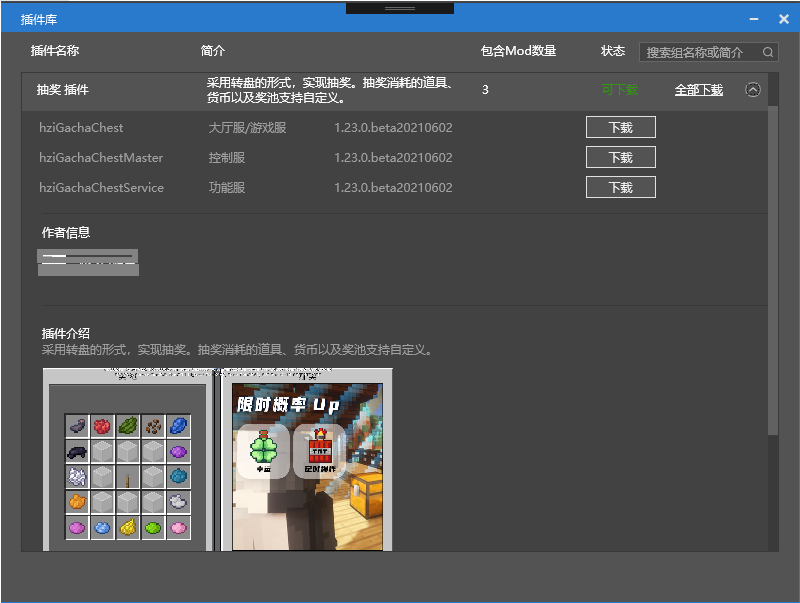 插件库
插件名称 简介 包含Mod数量 状态 搜索组名称或简介
抽奖 插件 采用转盘的形式，实现抽奖。抽奖消耗的道具、 3 可下载 全部下载
货币以及奖池支持自定义。
hziGachaChest 大厅服/游戏服 1.23.0.beta20210602 下载
hziGachaChestMaster 控制服 1.23.0.beta20210602 下载
hziGachaChestService 功能服 1.23.0.beta20210602 下载
作者信息
插件介绍
采用转盘的形式，实现抽奖。抽奖消耗的道具、货币以及奖池支持自定义。
限时概率 Up
幸运
TNT